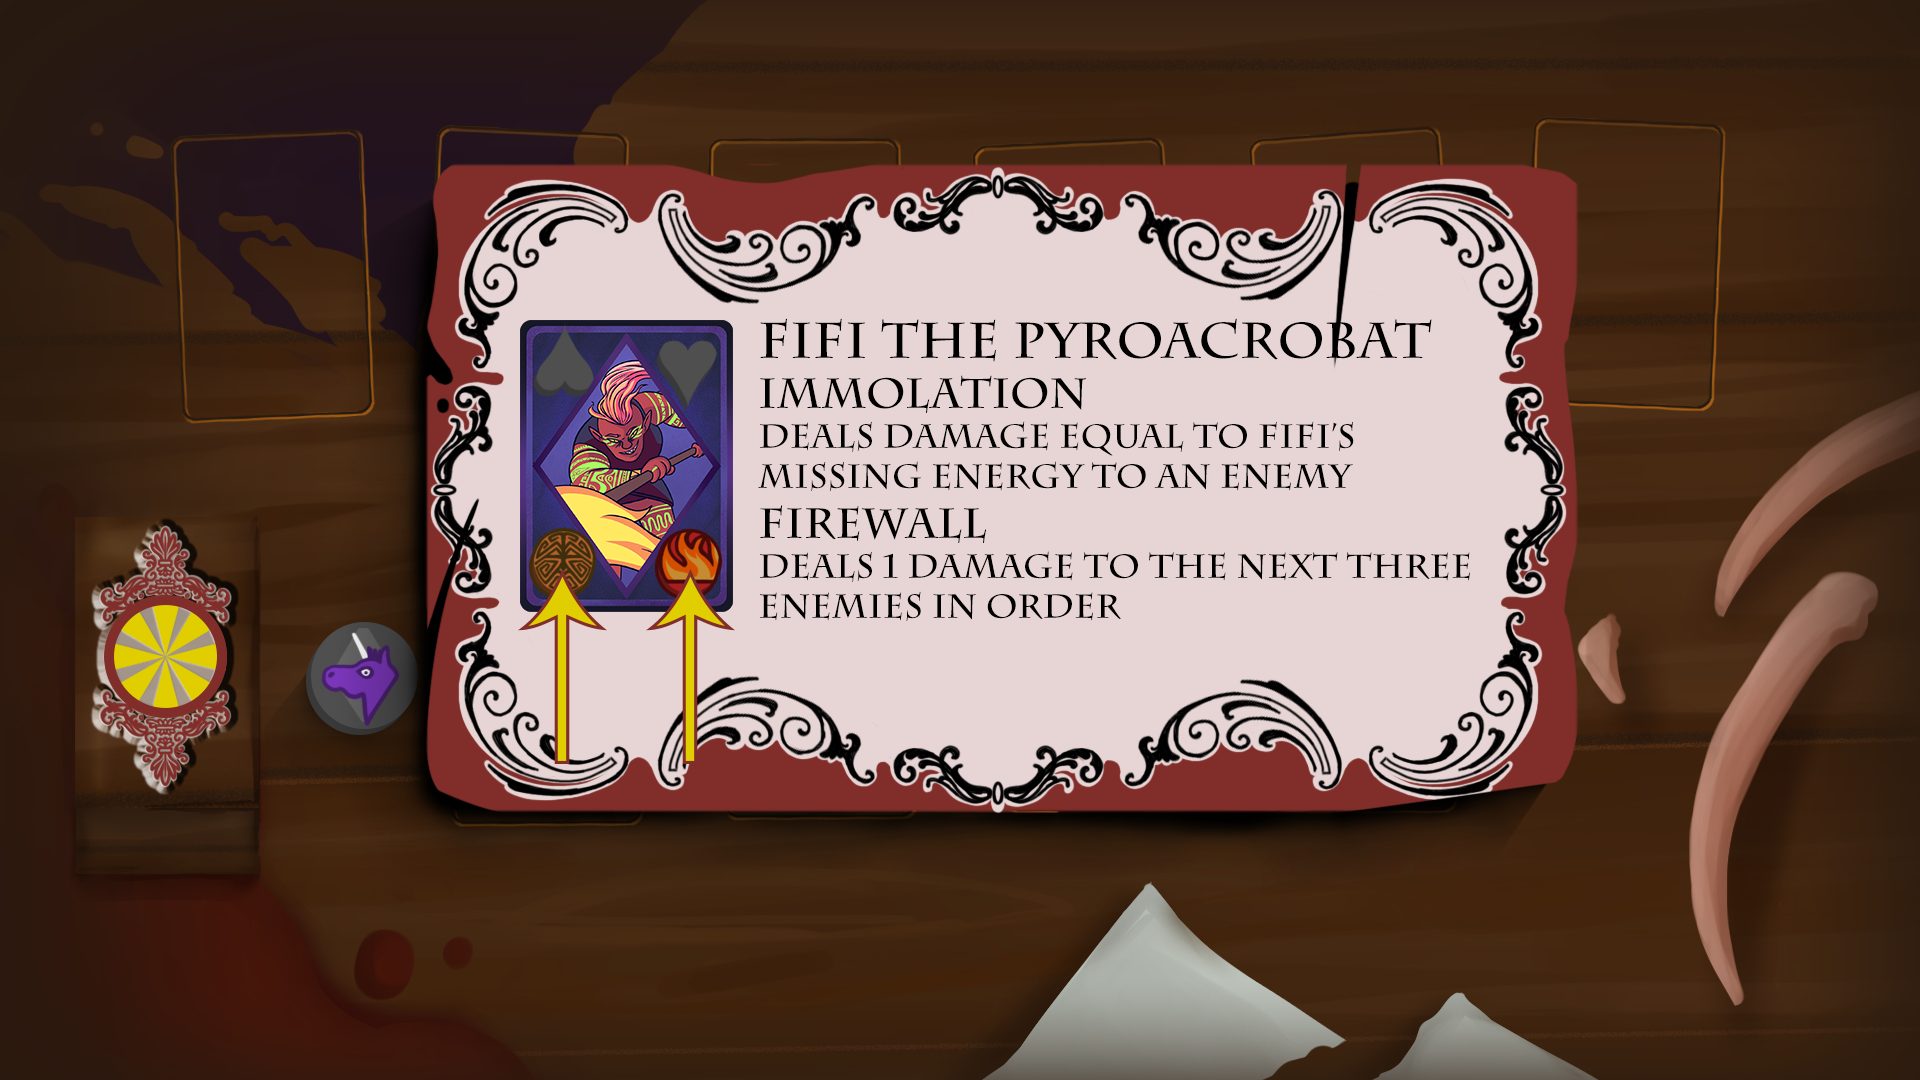 FIFI THE PYROACROBAT
IMMOLATION
DEALS DAMAGE EQUAL TO FIFI'S
MISSING ENERGY TO AN ENEMY
FIREWALL
DEALS 1 DAMAGE TO THE NEXT THREE
ENEMIES IN ORDER